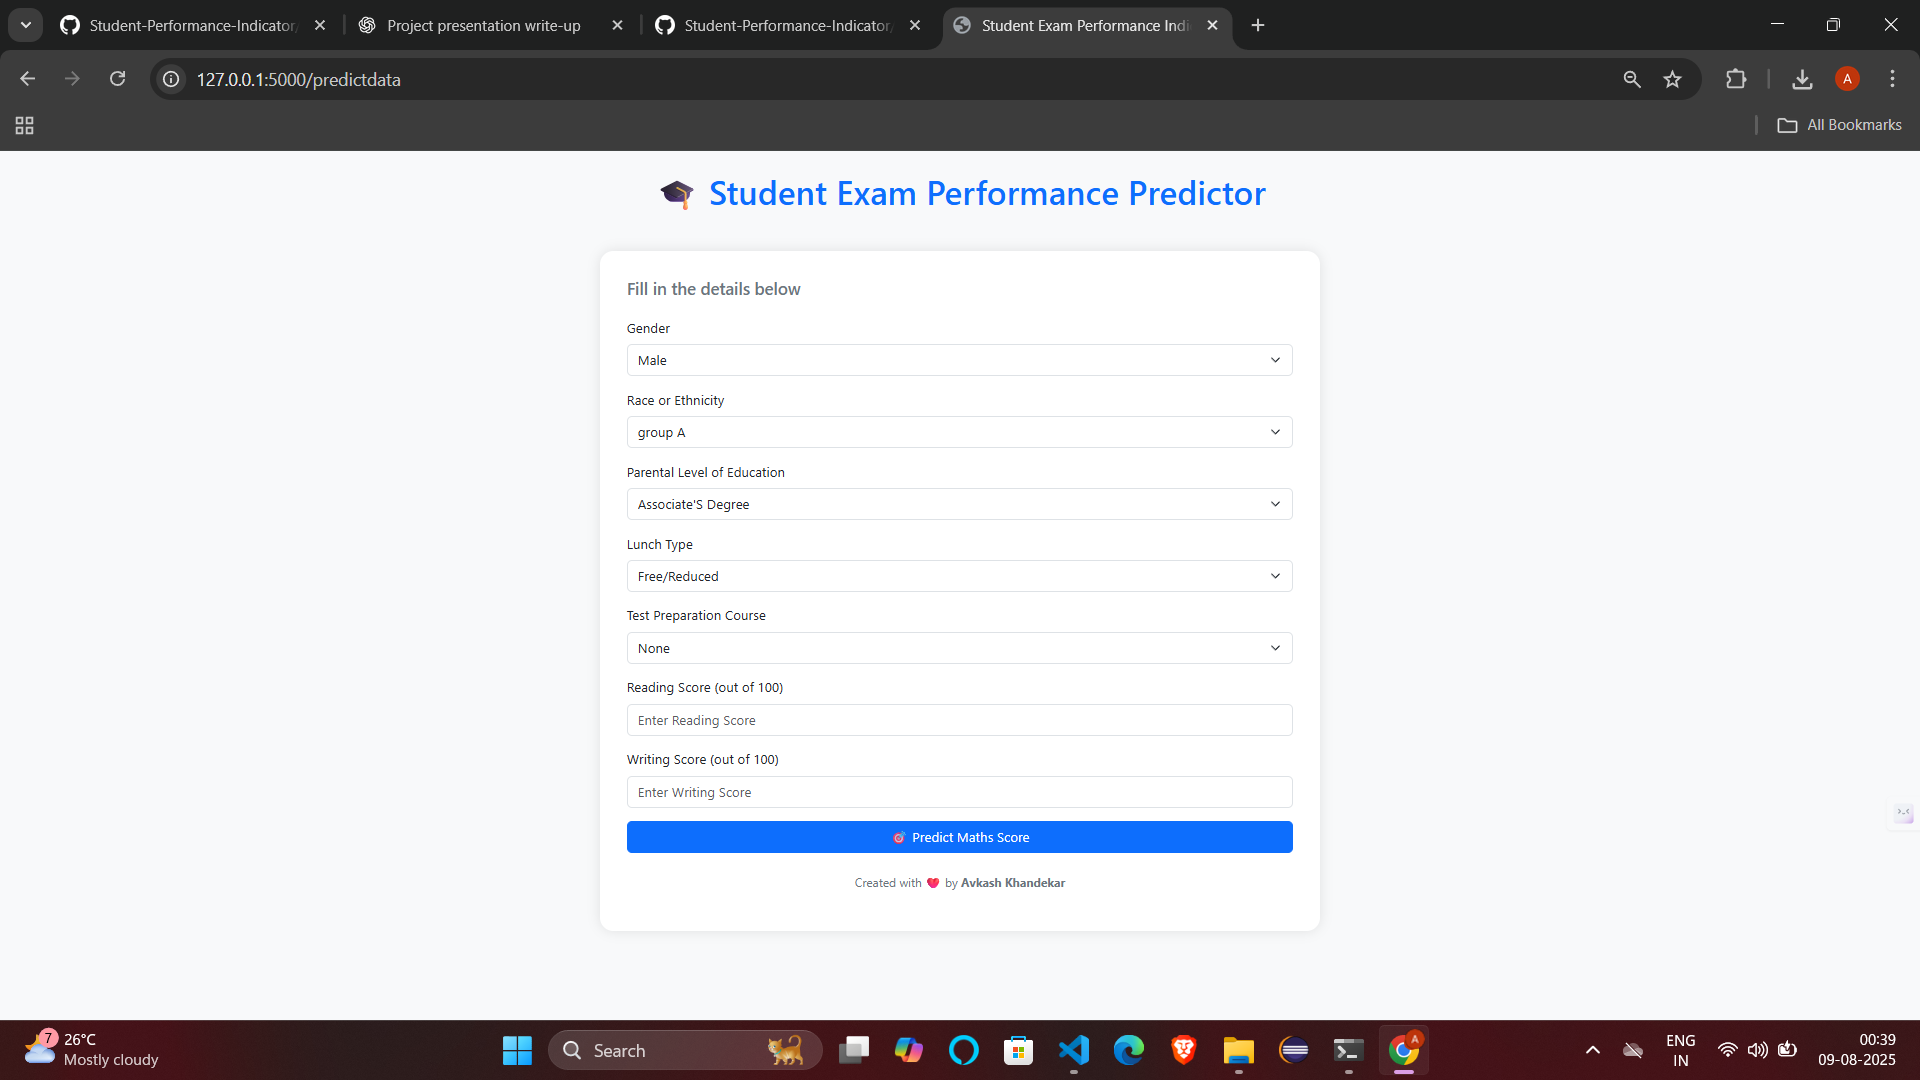 Student-Performance-Indicator/
Project presentation write-up
Student-Performance-Indicator/
Student Exam Performance Indi
127.0.0.1:5000/predictdata
A
All Bookmarks
Student Exam Performance Predictor
Fill in the details below
Gender
Male
Race or Ethnicity
group A
Parental Level of Education
Associate'S Degree
Lunch Type
Free/Reduced
Test Preparation Course
None
Reading Score (out of 100)
Enter Reading Score
Writing Score (out of 100)
Enter Writing Score
Predict Maths Score
Created with ❤ by Avkash Khandekar
7
26°C
Mostly cloudy
Search
A
ENG
IN
00:39
09-08-2025